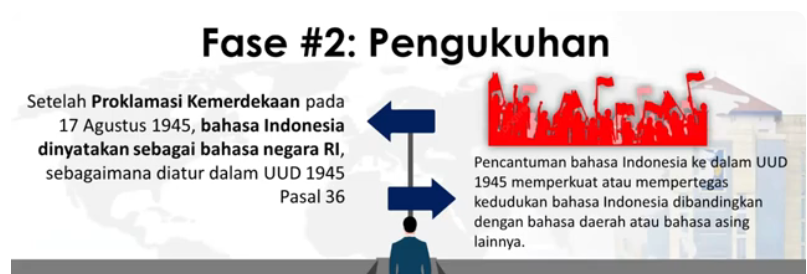 Fase #2: Pengukuhan
Setelah Proklamasi Kemerdekaan pada
17 Agustus 1945, bahasa Indonesia
dinyatakan sebagai bahasa negara RI,
sebagaimana diatur dalam UUD 1945
Pasal 36
Pencantuman bahasa Indonesia ke dalam UUD
1945 memperkuat atau mempertegas
kedudukan bahasa Indonesia dibandingkan
dengan bahasa daerah atau bahasa asing
lainnya.